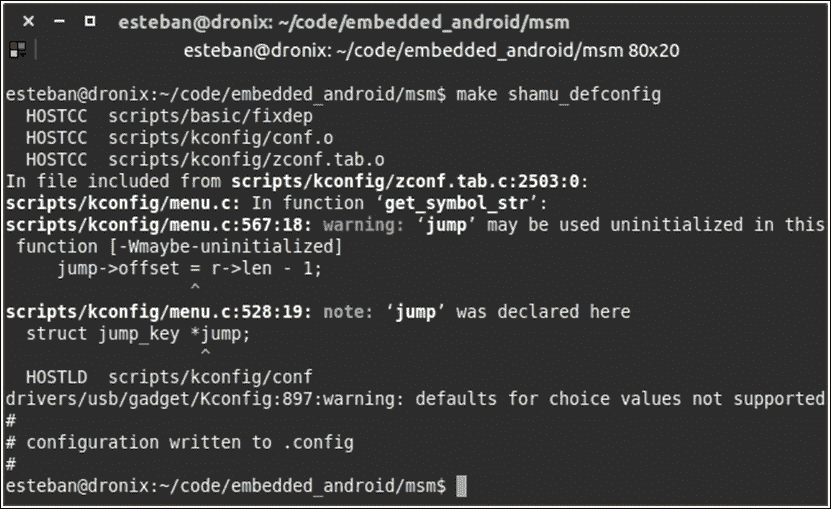 esteban@dronix: ~/code/embedded_android/msm
esteban@dronix: ~/code/embedded_android/msm 80x20
esteban@dronix:~/code/embedded_android/msm$ make shamu_defconfig
  HOSTCC  scripts/basic/fixdep
  HOSTCC  scripts/kconfig/conf.o
  HOSTCC  scripts/kconfig/zconf.tab.o
In file included from scripts/kconfig/zconf.tab.c:2503:0:
scripts/kconfig/menu.c: In function ‘get_symbol_str’:
scripts/kconfig/menu.c:567:18: warning: ‘jump’ may be used uninitialized in this
 function [-Wmaybe-uninitialized]
     jump->offset = r->len - 1;
                  ^
scripts/kconfig/menu.c:528:19: note: ‘jump’ was declared here
  struct jump_key *jump;
                   ^
  HOSTLD  scripts/kconfig/conf
drivers/usb/gadget/Kconfig:897:warning: defaults for choice values not supported
#
# configuration written to .config
#
esteban@dronix:~/code/embedded_android/msm$